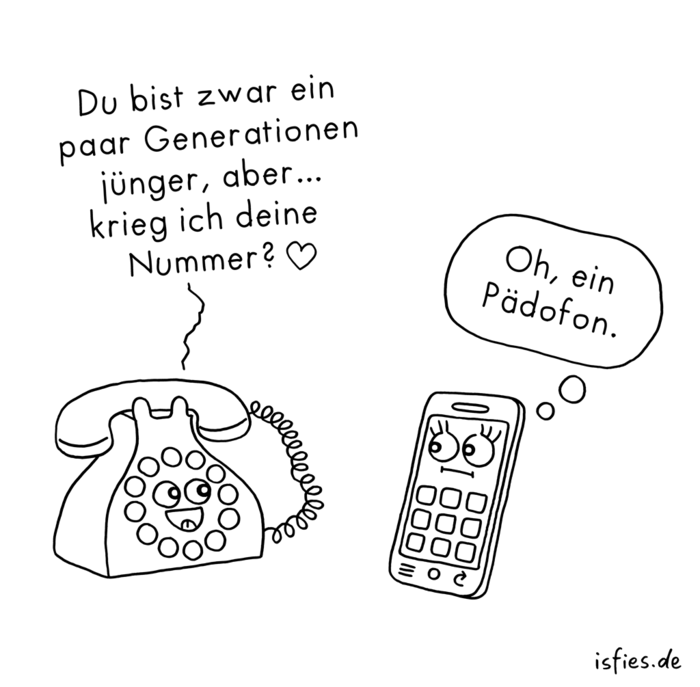 Du bist zwar ein
paar Generationen
jünger, aber...
krieg ich deine
Nummer? ♡
Oh, ein
Pädofon.
isfies.de